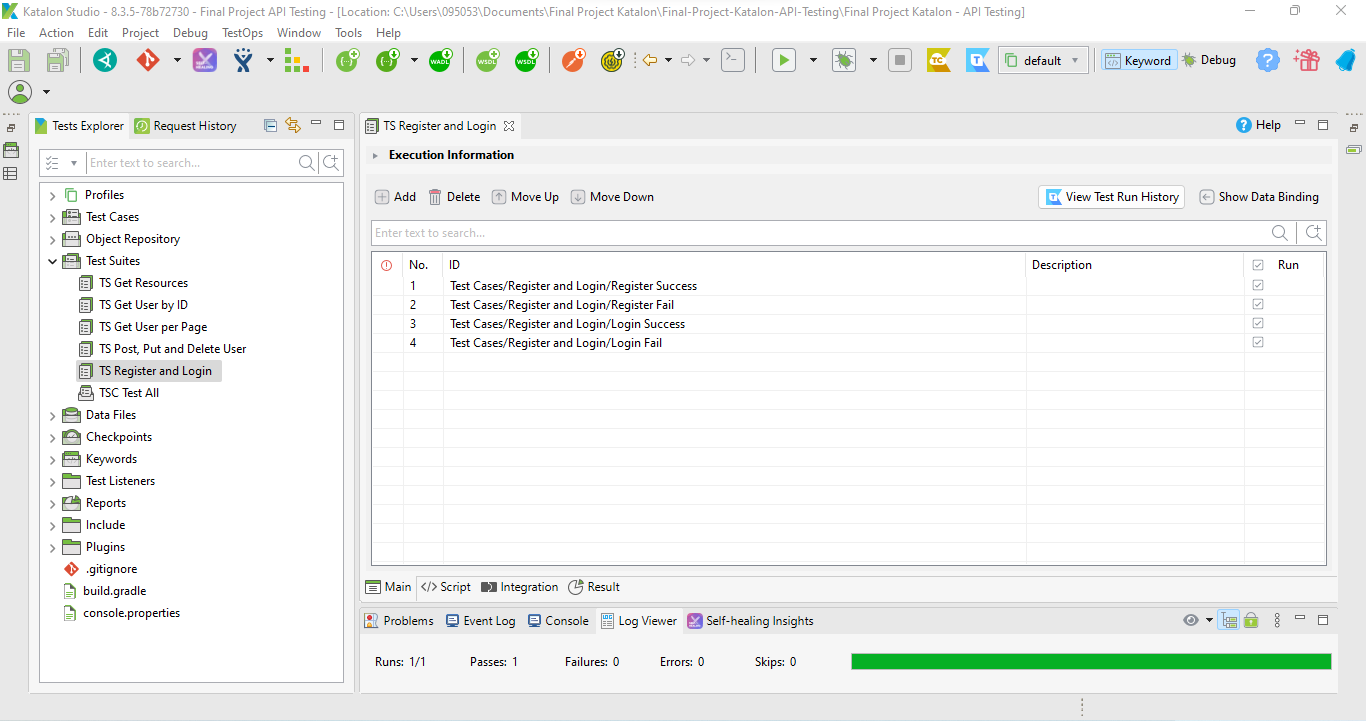 Katalon Studio - 8.3.5-78b72730 - Final Project API Testing - [Location: C:\Users\095053\Documents\Final Project Katalon\Final-Project-Katalon-API-Testing\Final Project Katalon - API Testing]
File Action Edit Project Debug TestOps Window Tools Help
default Keyword Debug
Tests Explorer Request History
Enter text to search...
Profiles
Test Cases
Object Repository
Test Suites
TS Get Resources
TS Get User by ID
TS Get User per Page
TS Post, Put and Delete User
TS Register and Login
TSC Test All
Data Files
Checkpoints
Keywords
Test Listeners
Reports
Include
Plugins
.gitignore
build.gradle
console.properties
TS Register and Login
Help
Execution Information
Add Delete Move Up Move Down View Test Run History Show Data Binding
Enter text to search...
No. ID Description Run
1 Test Cases/Register and Login/Register Success
2 Test Cases/Register and Login/Register Fail
3 Test Cases/Register and Login/Login Success
4 Test Cases/Register and Login/Login Fail
Main </> Script Integration Result
Problems Event Log Console Log Viewer Self-healing Insights
Runs: 1/1 Passes: 1 Failures: 0 Errors: 0 Skips: 0